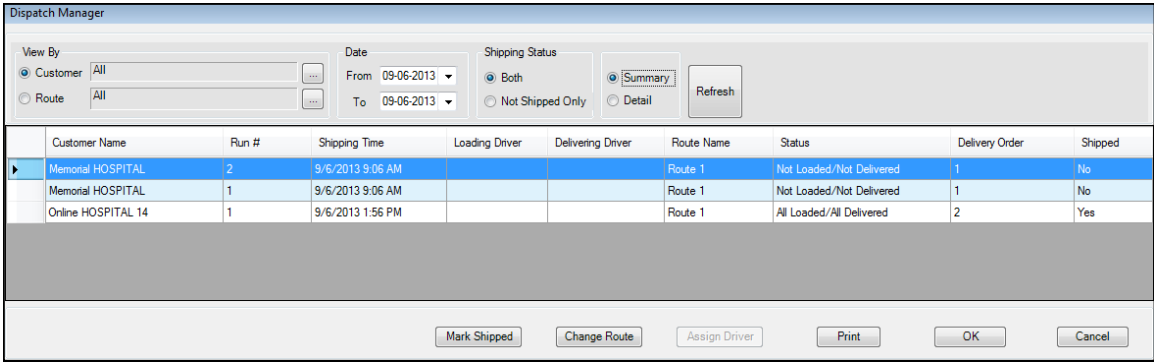 Dispatch Manager
View By Date Shipping Status
Customer All ... From 09-06-2013 Both Summary Refresh
Route All ... To 09-06-2013 Not Shipped Only Detail
Customer Name Run # Shipping Time Loading Driver Delivering Driver Route Name Status Delivery Order Shipped
Memorial HOSPITAL 2 9/6/2013 9:06 AM Route 1 Not Loaded/Not Delivered 1 No
Memorial HOSPITAL 1 9/6/2013 9:06 AM Route 1 Not Loaded/Not Delivered 1 No
Online HOSPITAL 14 1 9/6/2013 1:56 PM Route 1 All Loaded/All Delivered 2 Yes
Mark Shipped Change Route Assign Driver Print OK Cancel